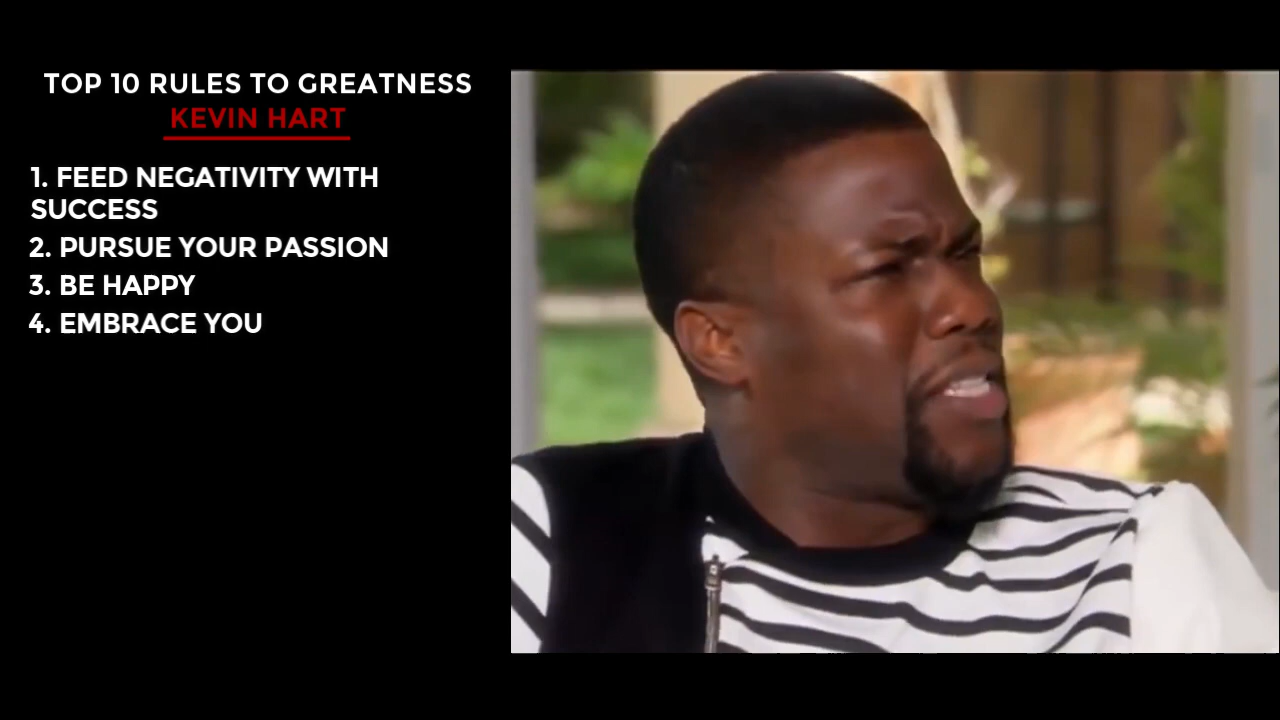 TOP 10 RULES TO GREATNESS
KEVIN HART
1. FEED NEGATIVITY WITH
SUCCESS
2. PURSUE YOUR PASSION
3. BE HAPPY
4. EMBRACE YOU